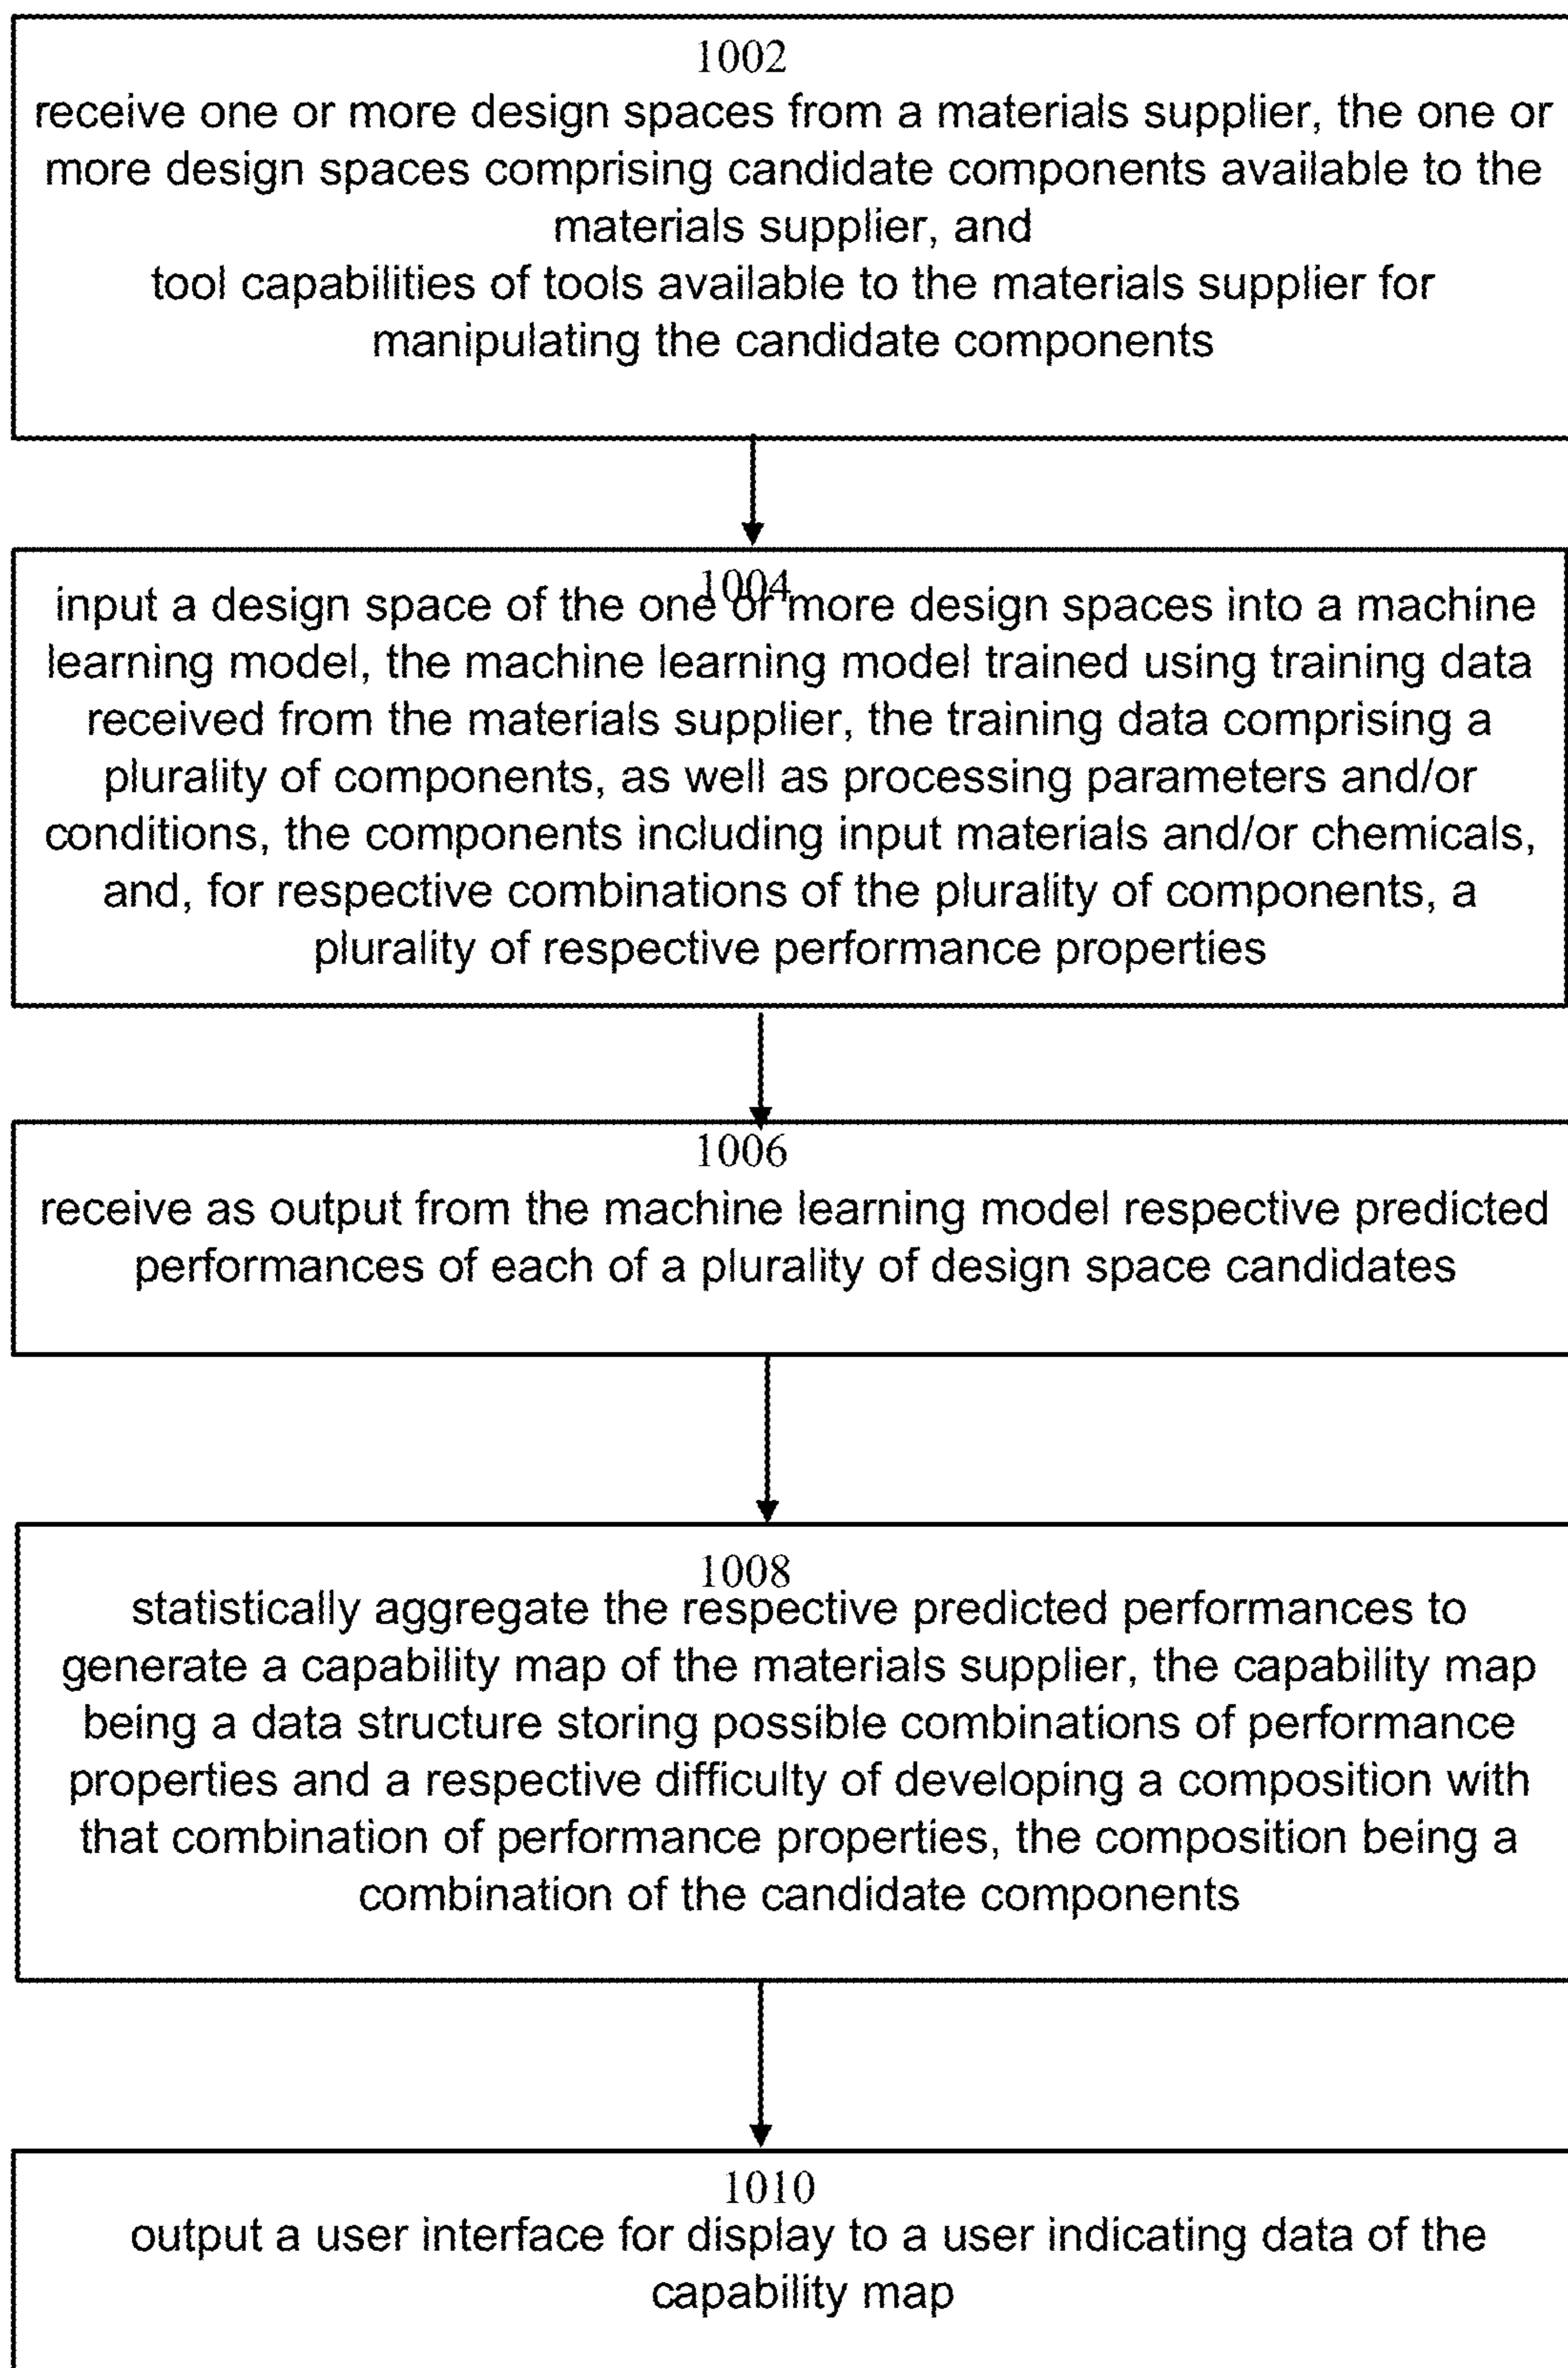 1002
receive one or more design spaces from a materials supplier, the one or
more design spaces comprising candidate components available to the
materials supplier, and
tool capabilities of tools available to the materials supplier for
manipulating the candidate components
1004
input a design space of the one or more design spaces into a machine
learning model, the machine learning model trained using training data
received from the materials supplier, the training data comprising a
plurality of components, as well as processing parameters and/or
conditions, the components including input materials and/or chemicals,
and, for respective combinations of the plurality of components, a
plurality of respective performance properties
1006
receive as output from the machine learning model respective predicted
performances of each of a plurality of design space candidates
1008
statistically aggregate the respective predicted performances to
generate a capability map of the materials supplier, the capability map
being a data structure storing possible combinations of performance
properties and a respective difficulty of developing a composition with
that combination of performance properties, the composition being a
combination of the candidate components
1010
output a user interface for display to a user indicating data of the
capability map